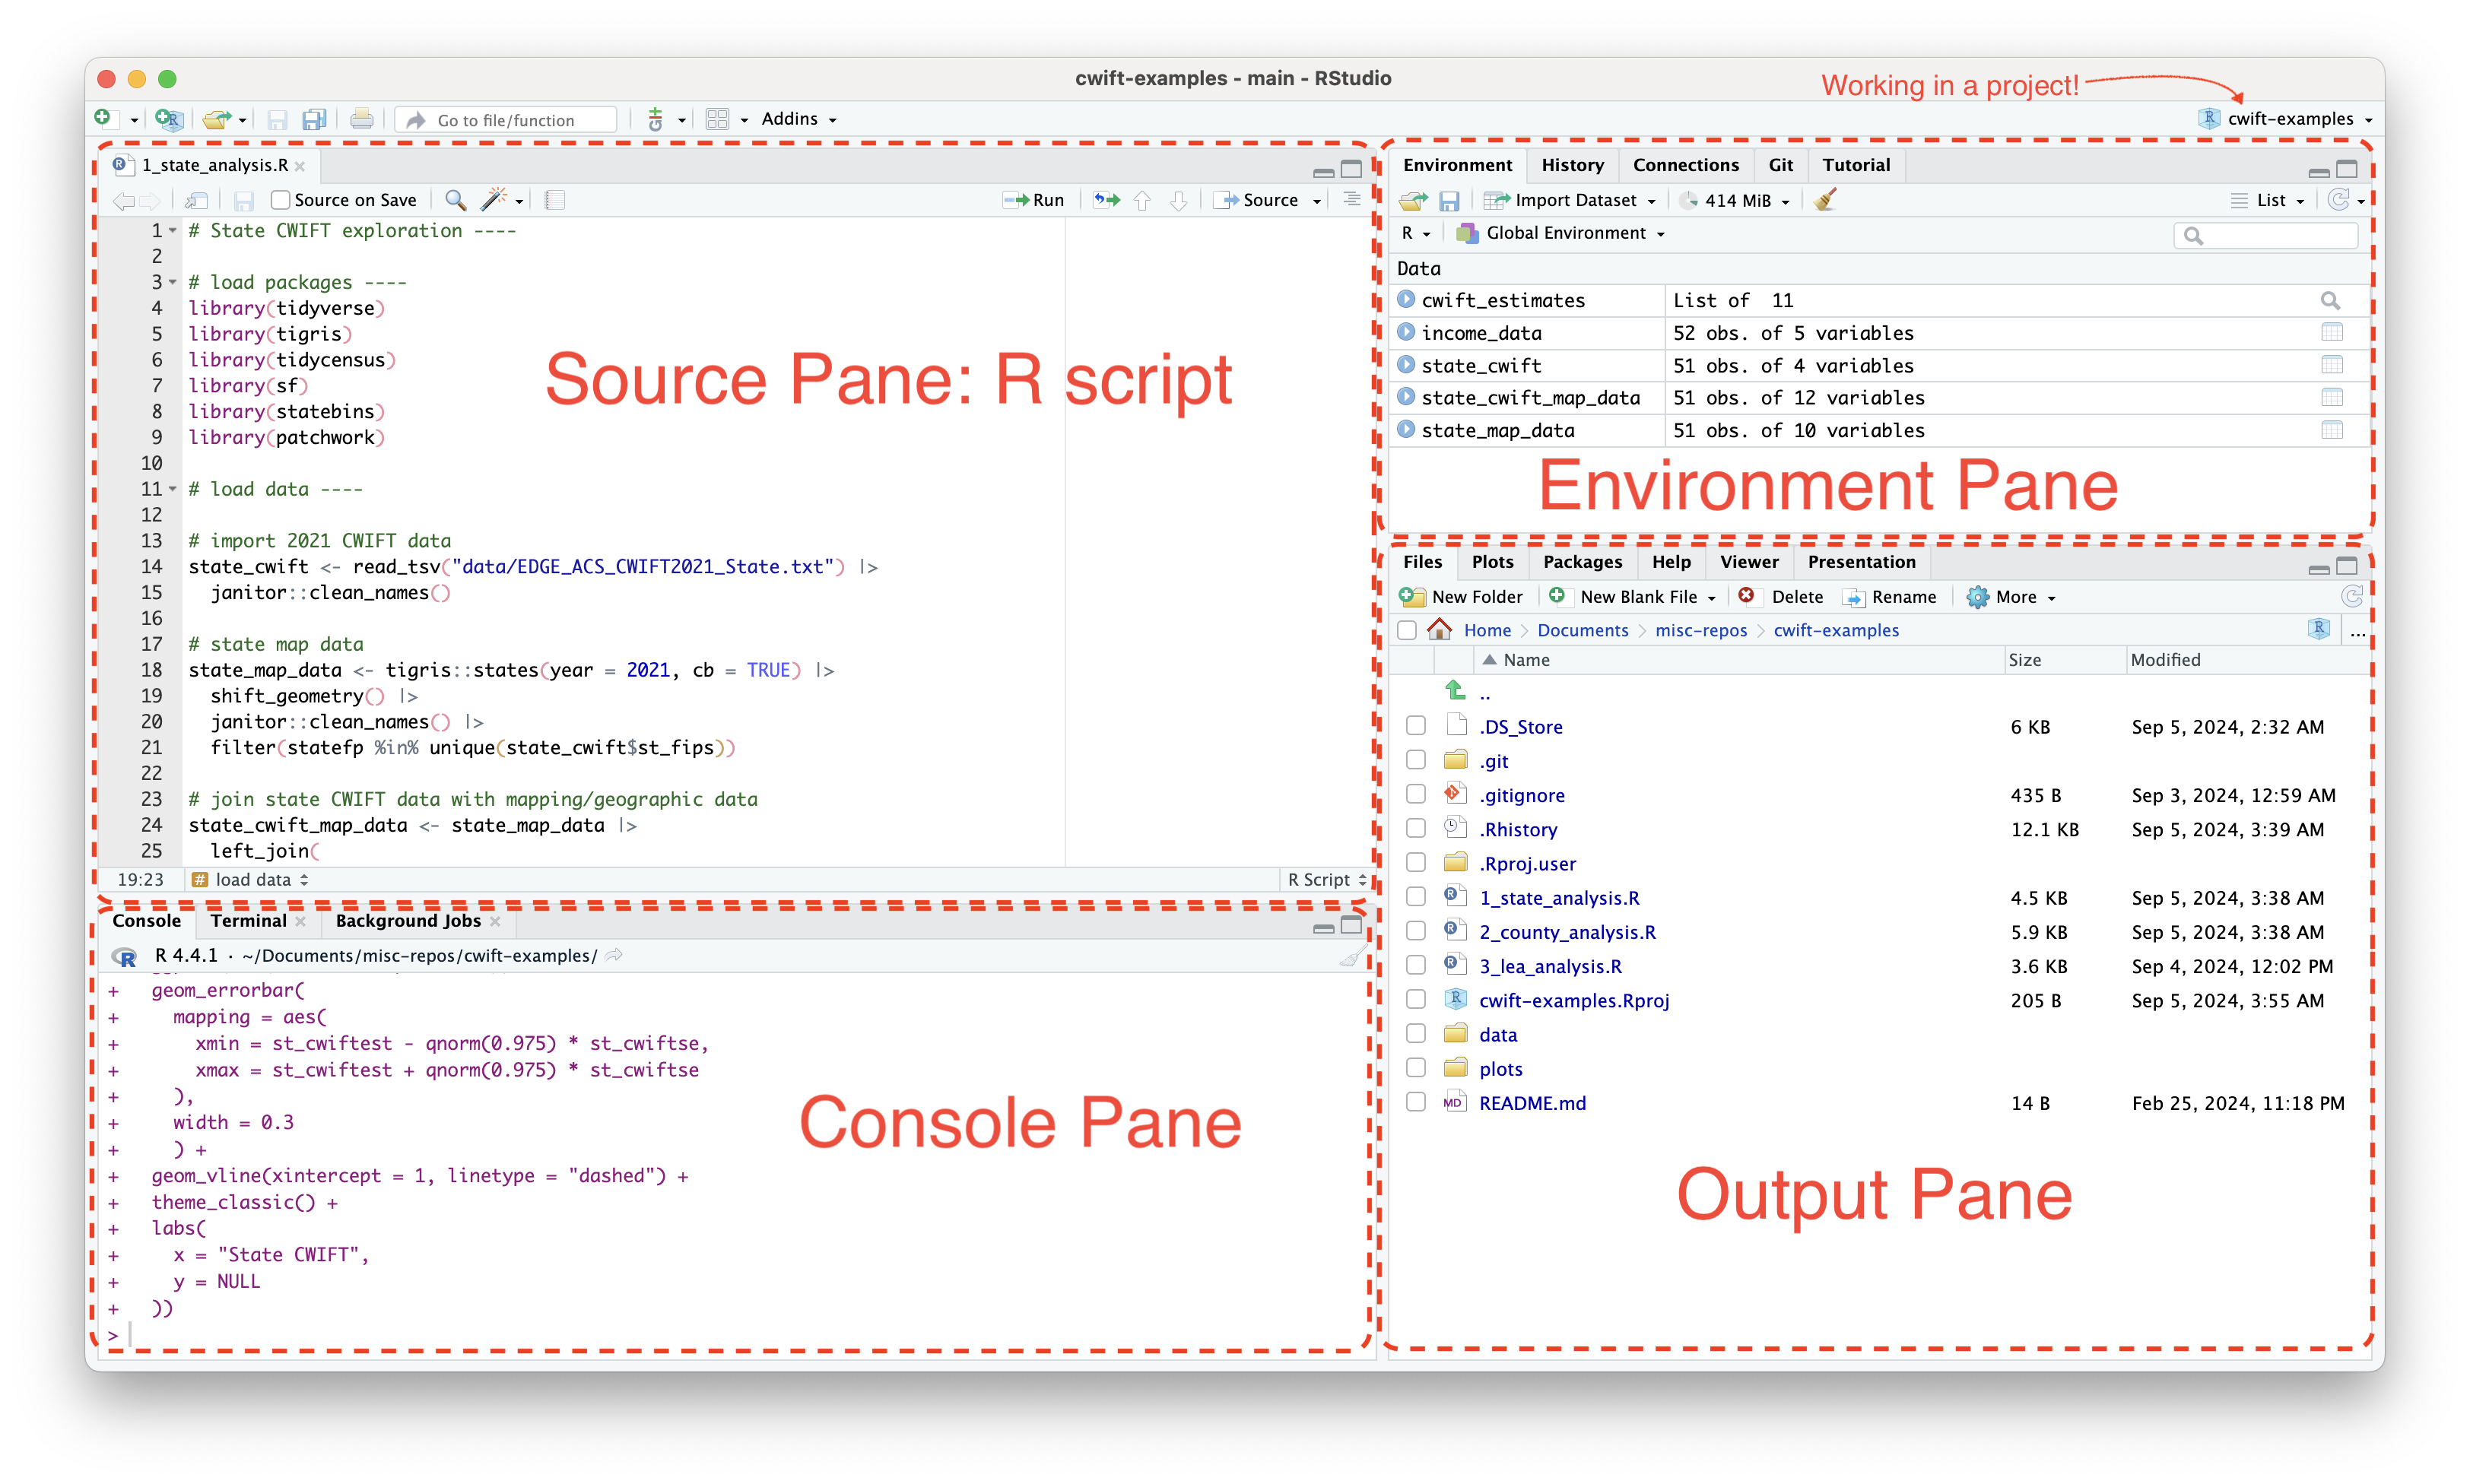 cwift-examples - main - RStudio
Working in a project!
Go to file/function
Git
Addins
cwift-examples
1_state_analysis.R
Source on Save
Run
Source
1 # State CWIFT exploration ----
2
3 # load packages ----
4 library(tidyverse)
5 library(tigris)
6 library(tidycensus)
7 library(sf)
8 library(statebins)
9 library(patchwork)
10
11 # load data ----
12
13 # import 2021 CWIFT data
14 state_cwift <- read_tsv("data/EDGE_ACS_CWIFT2021_State.txt") |>
15   janitor::clean_names()
16
17 # state map data
18 state_map_data <- tigris::states(year = 2021, cb = TRUE) |>
19   shift_geometry() |>
20   janitor::clean_names() |>
21   filter(statefp %in% unique(state_cwift$st_fips))
22
23 # join state CWIFT data with mapping/geographic data
24 state_cwift_map_data <- state_map_data |>
25   left_join(
Source Pane: R script
19:23
# load data
R Script
Console
Terminal
Background Jobs
R 4.4.1 · ~/Documents/misc-repos/cwift-examples/
+   geom_errorbar(
+     mapping = aes(
+       xmin = st_cwiftest - qnorm(0.975) * st_cwiftse,
+       xmax = st_cwiftest + qnorm(0.975) * st_cwiftse
+     ),
+     width = 0.3
+     ) +
+   geom_vline(xintercept = 1, linetype = "dashed") +
+   theme_classic() +
+   labs(
+     x = "State CWIFT",
+     y = NULL
+   ))
>
Console Pane
Environment
History
Connections
Git
Tutorial
Import Dataset
414 MiB
List
R
Global Environment
Data
cwift_estimates List of  11
income_data 52 obs. of 5 variables
state_cwift 51 obs. of 4 variables
state_cwift_map_data 51 obs. of 12 variables
state_map_data 51 obs. of 10 variables
Environment Pane
Files
Plots
Packages
Help
Viewer
Presentation
New Folder
New Blank File
Delete
Rename
More
Home
Documents
misc-repos
cwift-examples
...
Name Size Modified
..
.DS_Store 6 KB Sep 5, 2024, 2:32 AM
.git
.gitignore 435 B Sep 3, 2024, 12:59 AM
.Rhistory 12.1 KB Sep 5, 2024, 3:39 AM
.Rproj.user
1_state_analysis.R 4.5 KB Sep 5, 2024, 3:38 AM
2_county_analysis.R 5.9 KB Sep 5, 2024, 3:38 AM
3_lea_analysis.R 3.6 KB Sep 4, 2024, 12:02 PM
cwift-examples.Rproj 205 B Sep 5, 2024, 3:55 AM
data
plots
MD README.md 14 B Feb 25, 2024, 11:18 PM
Output Pane